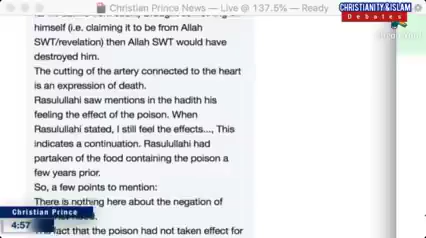 Christian Prince News — Live @ 137.5% — Ready
CHRISTIANITY & ISLAM
Debates
himself (i.e. claiming it to be from Allah
SWT/revelation) then Allah SWT would have
destroyed him.
The cutting of the artery connected to the heart
is an expression of death.
Rasulullahi saw mentions in the hadith his
feeling the effect of the poison. When
Rasulullahi stated, I still feel the effects..., This
indicates a continuation. Rasulullahi had
partaken of the food containing the poison a
few years prior.
So, a few points to mention:
There is nothing here about the negation of
Christian Prince
4:57
fact that the poison had not taken effect for